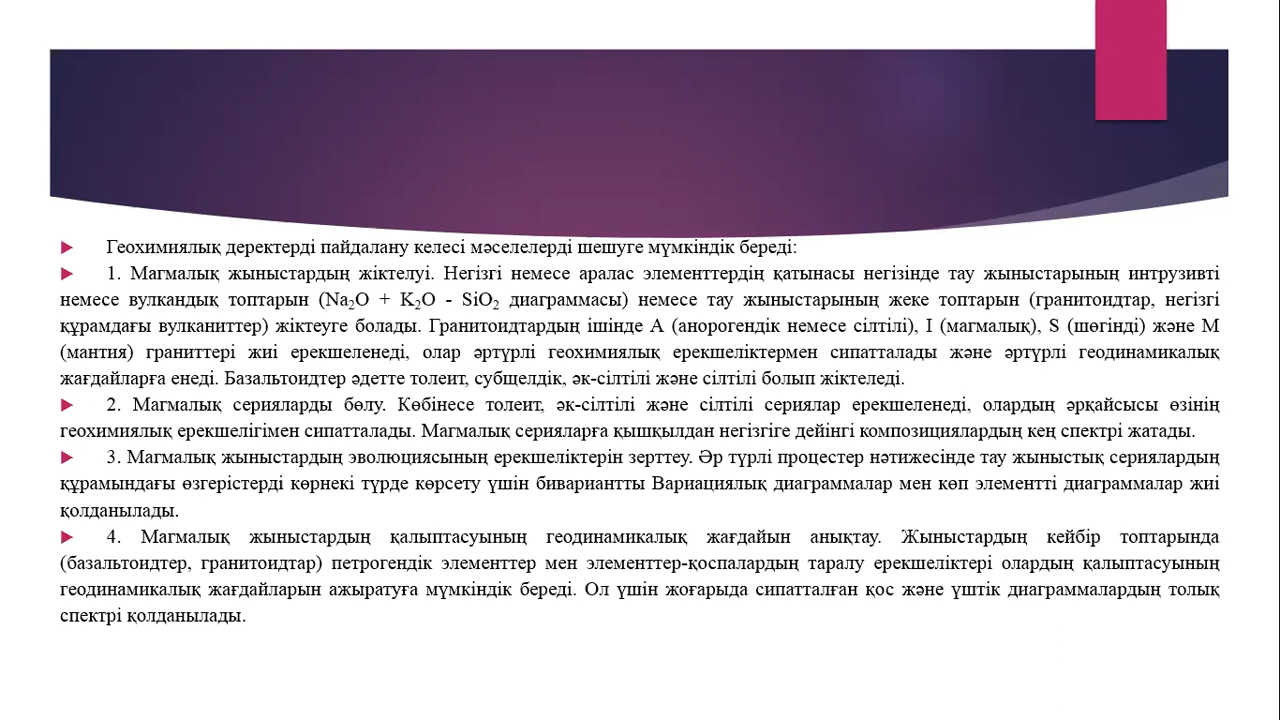 Геохимиялық деректерді пайдалану келесі мәселелерді шешуге мүмкіндік береді:
1. Магмалық жыныстардың жіктелуі. Негізгі немесе аралас элементтердің қатынасы негізінде тау жыныстарының интрузивті
немесе вулкандық топтарын (Na₂O + K₂O - SiO₂ диаграммасы) немесе тау жыныстарының жеке топтарын (гранитоидтар, негізгі
құрамдағы вулканиттер) жіктеуге болады. Гранитоидтардың ішінде А (анорогендік немесе сілтілі), I (магмалық), S (шөгінді) және М
(мантия) граниттері жиі ерекшеленеді, олар әртүрлі геохимиялық ерекшеліктермен сипатталады және әртүрлі геодинамикалық
жағдайларға енеді. Базальтоидтер әдетте толеит, субщелдік, әк-сілтілі және сілтілі болып жіктеледі.
2. Магмалық серияларды бөлу. Көбінесе толеит, әк-сілтілі және сілтілі сериялар ерекшеленеді, олардың әрқайсысы өзінің
геохимиялық ерекшелігімен сипатталады. Магмалық серияларға қышқылдан негізгіге дейінгі композициялардың кең спектрі жатады.
3. Магмалық жыныстардың эволюциясының ерекшеліктерін зерттеу. Әр түрлі процестер нәтижесінде тау жыныстық сериялардың
құрамындағы өзгерістерді көрнекі түрде көрсету үшін бивариантты Вариациялық диаграммалар мен көп элементті диаграммалар жиі
қолданылады.
4. Магмалық жыныстардың қалыптасуының геодинамикалық жағдайын анықтау. Жыныстардың кейбір топтарында
(базальтоидтер, гранитоидтар) петрогендік элементтер мен элементтер-қоспалардың таралу ерекшеліктері олардың қалыптасуының
геодинамикалық жағдайларын ажыратуға мүмкіндік береді. Ол үшін жоғарыда сипатталған қос және үштік диаграммалардың толық
спектрі қолданылады.